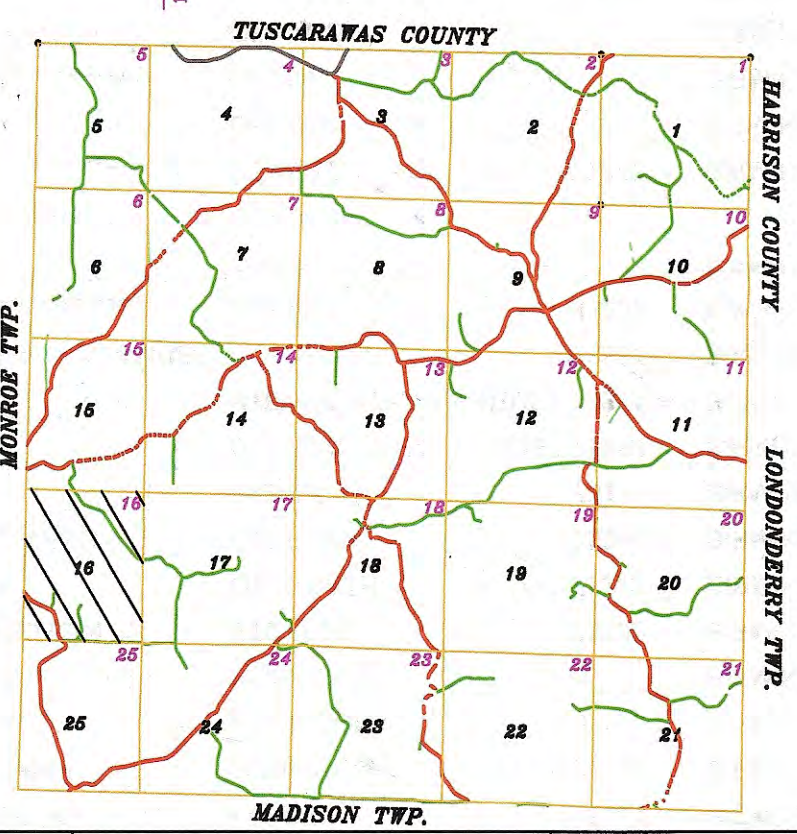 TUSCARAWAS COUNTY
5 4 3 2 1
5 4 3 2 1
6 7 8 9 10
6 7 8 9 10
15 14 13 12 11
15 14 13 12 11
16 17 18 19 20
16 17 18 19 20
25 24 23 22 21
25 24 23 22 21
MADISON TWP.
MONROE TWP.
HARRISON COUNTY
LONDONDERRY TWP.